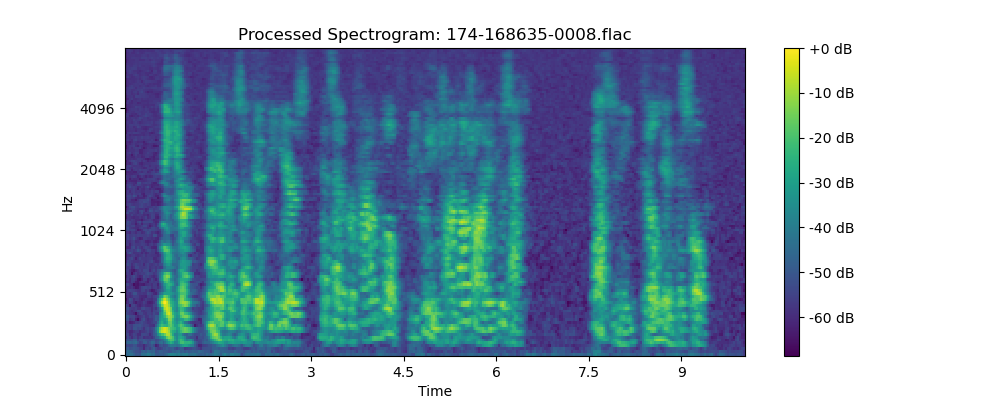 Processed Spectrogram: 174-168635-0008.flac
Hz
4096
2048
1024
512
0
0 1.5 3 4.5 6 7.5 9
Time
+0 dB
-10 dB
-20 dB
-30 dB
-40 dB
-50 dB
-60 dB